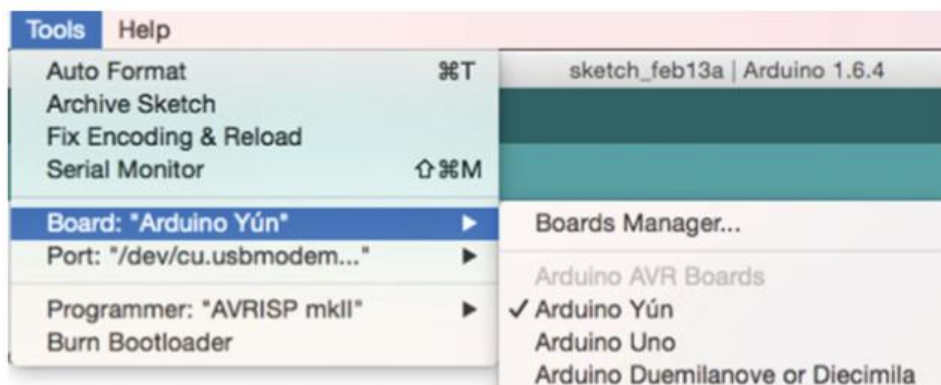 Tools Help
Auto Format ⌘T
sketch_feb13a | Arduino 1.6.4
Archive Sketch
Fix Encoding & Reload
Serial Monitor ⇧⌘M
Board: "Arduino Yún" ▶
Port: "/dev/cu.usbmodem..." ▶
Programmer: "AVRISP mkII" ▶
Burn Bootloader
Boards Manager...
Arduino AVR Boards
✓ Arduino Yún
Arduino Uno
Arduino Duemilanove or Diecimila